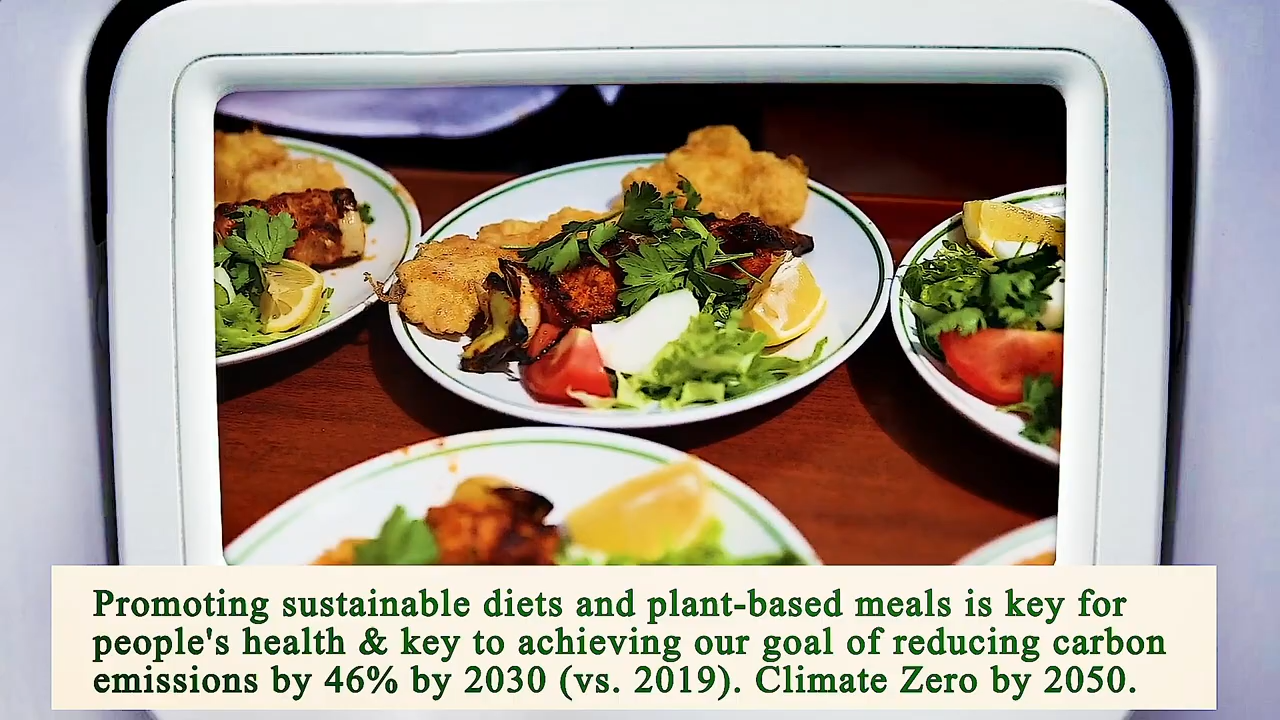 Promoting sustainable diets and plant-based meals is key for
people's health & key to achieving our goal of reducing carbon
emissions by 46% by 2030 (vs. 2019). Climate Zero by 2050.